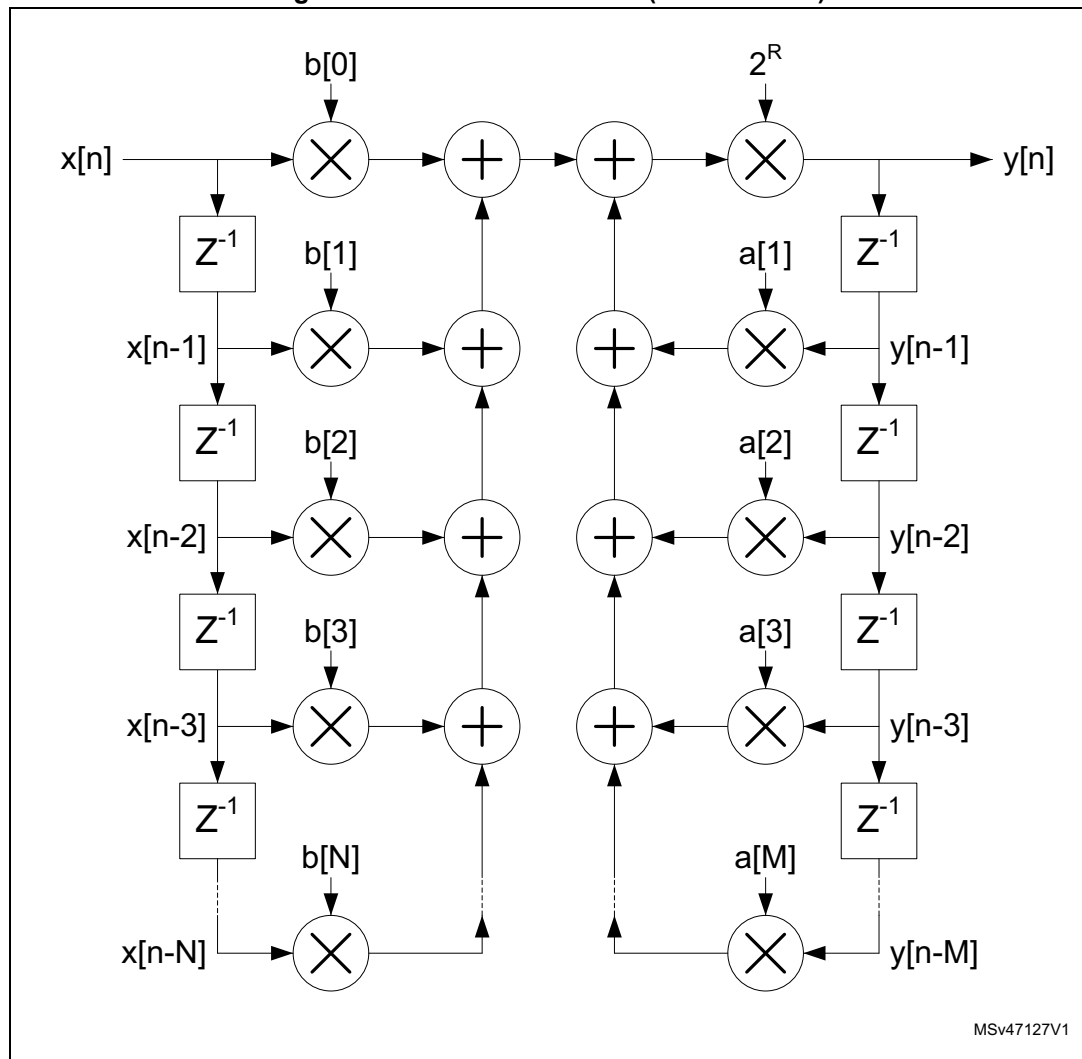 b[0] 2^R
x[n] y[n]
Z^-1 Z^-1
b[1] a[1]
x[n-1] y[n-1]
Z^-1 Z^-1
b[2] a[2]
x[n-2] y[n-2]
Z^-1 Z^-1
b[3] a[3]
x[n-3] y[n-3]
Z^-1 Z^-1
b[N] a[M]
x[n-N] y[n-M]
MSv47127V1